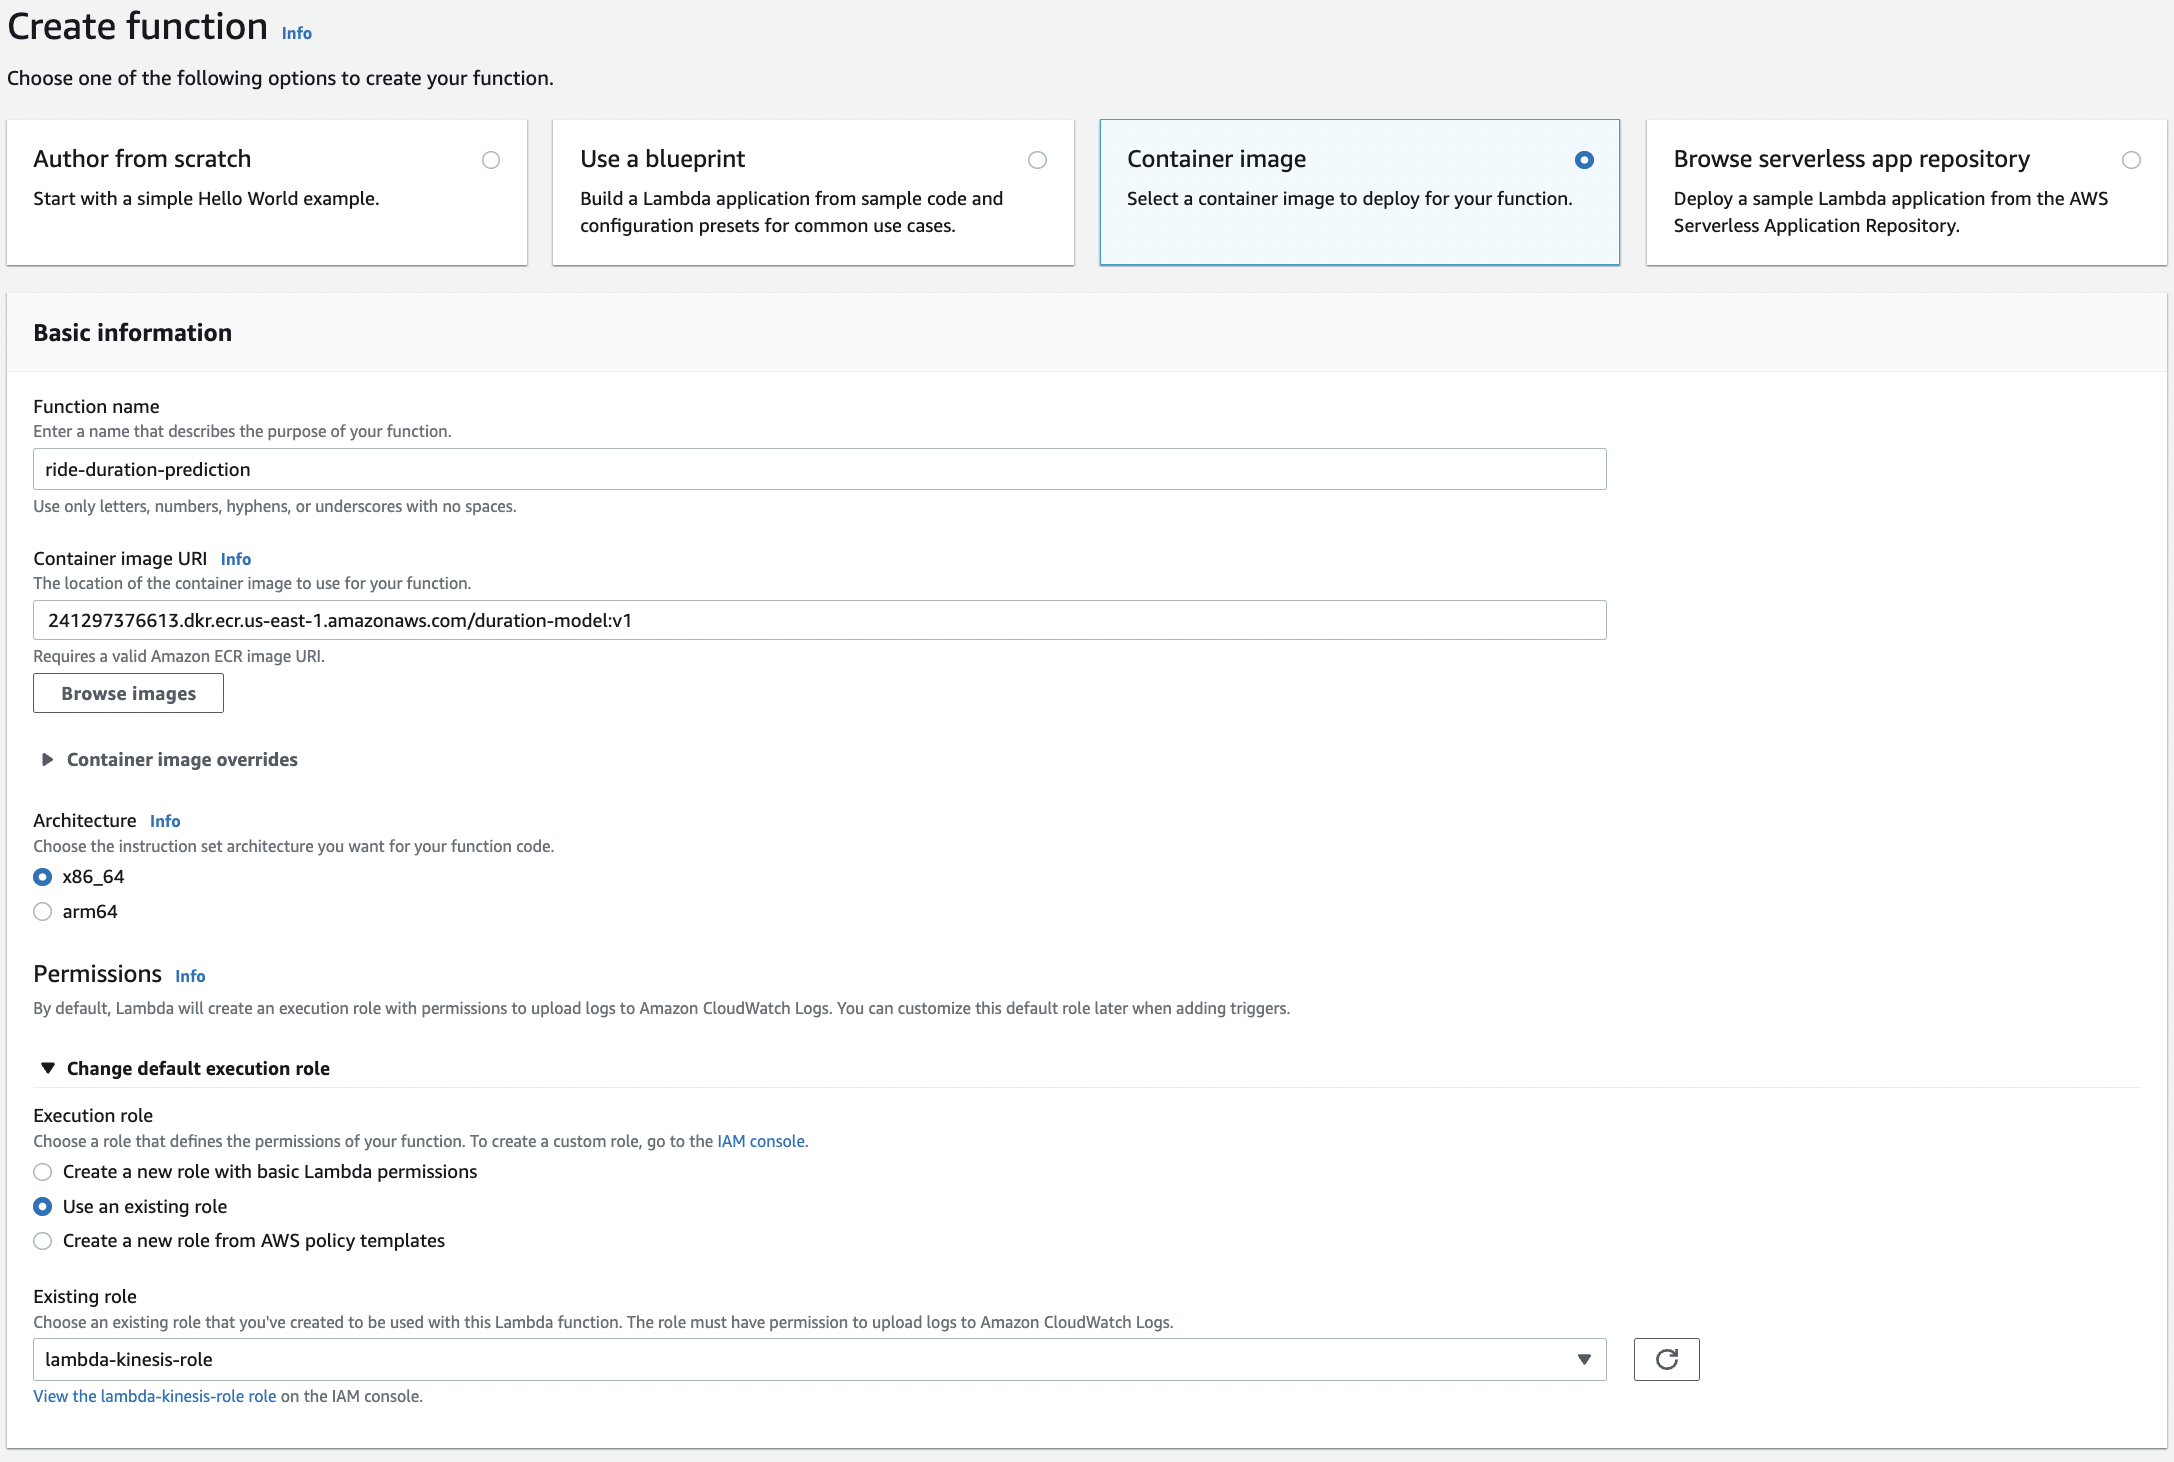 Create function Info
Choose one of the following options to create your function.
Author from scratch
Start with a simple Hello World example.
Use a blueprint
Build a Lambda application from sample code and
configuration presets for common use cases.
Container image
Select a container image to deploy for your function.
Browse serverless app repository
Deploy a sample Lambda application from the AWS
Serverless Application Repository.
Basic information
Function name
Enter a name that describes the purpose of your function.
ride-duration-prediction
Use only letters, numbers, hyphens, or underscores with no spaces.
Container image URI Info
The location of the container image to use for your function.
241297376613.dkr.ecr.us-east-1.amazonaws.com/duration-model:v1
Requires a valid Amazon ECR image URI.
Browse images
Container image overrides
Architecture Info
Choose the instruction set architecture you want for your function code.
x86_64
arm64
Permissions Info
By default, Lambda will create an execution role with permissions to upload logs to Amazon CloudWatch Logs. You can customize this default role later when adding triggers.
Change default execution role
Execution role
Choose a role that defines the permissions of your function. To create a custom role, go to the IAM console.
Create a new role with basic Lambda permissions
Use an existing role
Create a new role from AWS policy templates
Existing role
Choose an existing role that you've created to be used with this Lambda function. The role must have permission to upload logs to Amazon CloudWatch Logs.
lambda-kinesis-role
View the lambda-kinesis-role role on the IAM console.